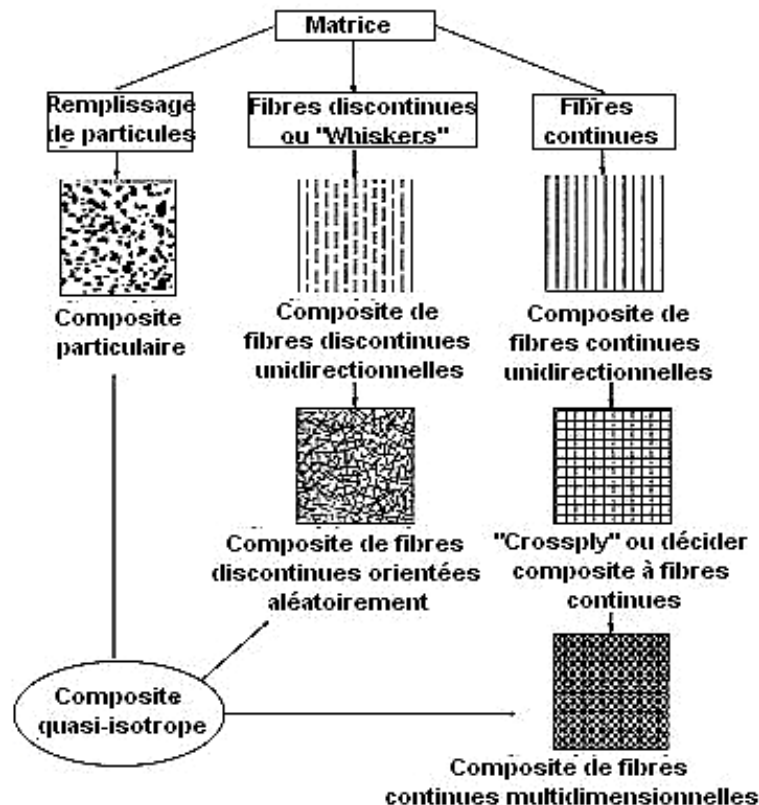 Matrice
Remplissage
de particules
Fibres discontinues
ou "Whiskers"
Fibres
continues
Composite
particulaire
Composite de
fibres discontinues
unidirectionnelles
Composite de
fibres continues
unidirectionnelles
Composite de fibres
discontinues orientées
aléatoirement
"Crossply" ou décider
composite à fibres
continues
Composite
quasi-isotrope
Composite de fibres
continues multidimensionnelles